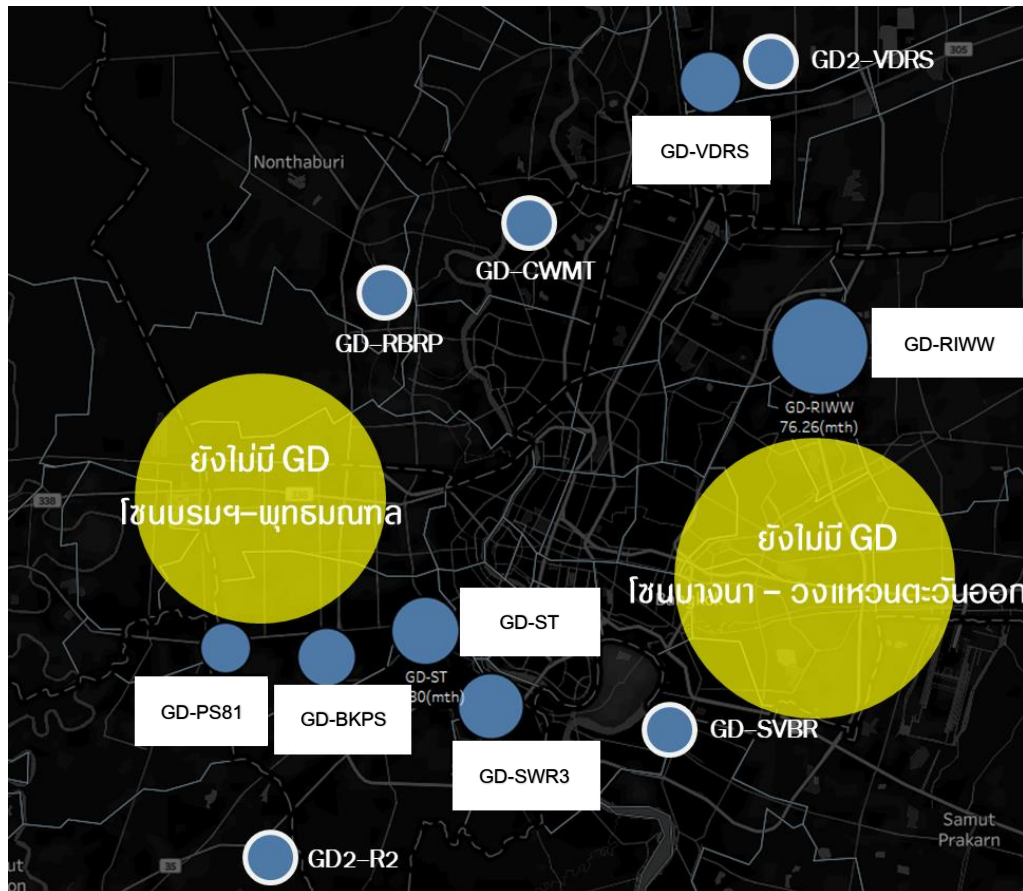 305
GD2-VDRS
GD-VDRS
Nonthaburi
GD-CWMT
GD-RBRP
GD-RIWW
GD-RIWW
76.26(mth)
ยังไม่มี GD
โซนบรมฯ-พุทธมณฑล
338
338
ยังไม่มี GD
โซนบางนา - วงแหวนตะวันออก
GD-ST
GD-ST
80(mth)
GD-PS81
GD-BKPS
GD-SWR3
GD-SVBR
GD2-R2
35
Samut
Prakarn